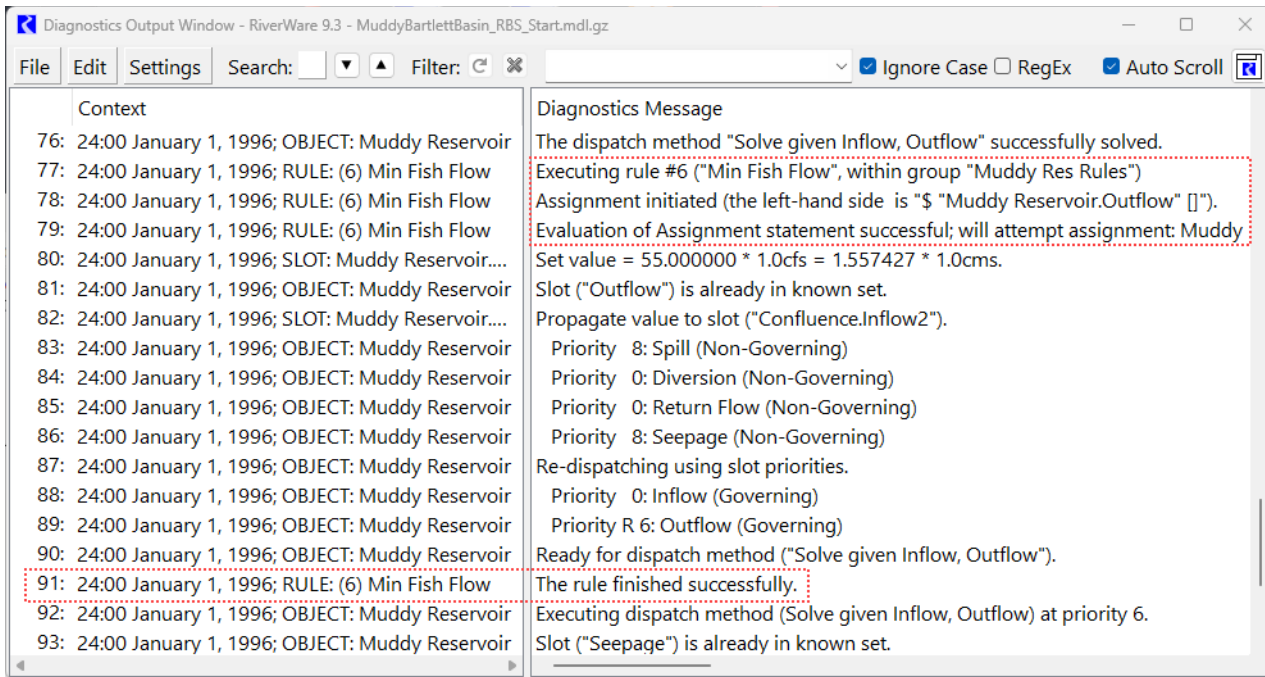 Diagnostics Output Window - RiverWare 9.3 - MuddyBartlettBasin_RBS_Start.mdl.gz
File Edit Settings Search: Filter: Ignore Case RegEx Auto Scroll
Context Diagnostics Message
76: 24:00 January 1, 1996; OBJECT: Muddy Reservoir The dispatch method "Solve given Inflow, Outflow" successfully solved.
77: 24:00 January 1, 1996; RULE: (6) Min Fish Flow Executing rule #6 ("Min Fish Flow", within group "Muddy Res Rules")
78: 24:00 January 1, 1996; RULE: (6) Min Fish Flow Assignment initiated (the left-hand side is "$ "Muddy Reservoir.Outflow" []").
79: 24:00 January 1, 1996; RULE: (6) Min Fish Flow Evaluation of Assignment statement successful; will attempt assignment: Muddy
80: 24:00 January 1, 1996; SLOT: Muddy Reservoir.... Set value = 55.000000 * 1.0cfs = 1.557427 * 1.0cms.
81: 24:00 January 1, 1996; OBJECT: Muddy Reservoir Slot ("Outflow") is already in known set.
82: 24:00 January 1, 1996; SLOT: Muddy Reservoir.... Propagate value to slot ("Confluence.Inflow2").
83: 24:00 January 1, 1996; OBJECT: Muddy Reservoir Priority 8: Spill (Non-Governing)
84: 24:00 January 1, 1996; OBJECT: Muddy Reservoir Priority 0: Diversion (Non-Governing)
85: 24:00 January 1, 1996; OBJECT: Muddy Reservoir Priority 0: Return Flow (Non-Governing)
86: 24:00 January 1, 1996; OBJECT: Muddy Reservoir Priority 8: Seepage (Non-Governing)
87: 24:00 January 1, 1996; OBJECT: Muddy Reservoir Re-dispatching using slot priorities.
88: 24:00 January 1, 1996; OBJECT: Muddy Reservoir Priority 0: Inflow (Governing)
89: 24:00 January 1, 1996; OBJECT: Muddy Reservoir Priority R 6: Outflow (Governing)
90: 24:00 January 1, 1996; OBJECT: Muddy Reservoir Ready for dispatch method ("Solve given Inflow, Outflow").
91: 24:00 January 1, 1996; RULE: (6) Min Fish Flow The rule finished successfully.
92: 24:00 January 1, 1996; OBJECT: Muddy Reservoir Executing dispatch method (Solve given Inflow, Outflow) at priority 6.
93: 24:00 January 1, 1996; OBJECT: Muddy Reservoir Slot ("Seepage") is already in known set.